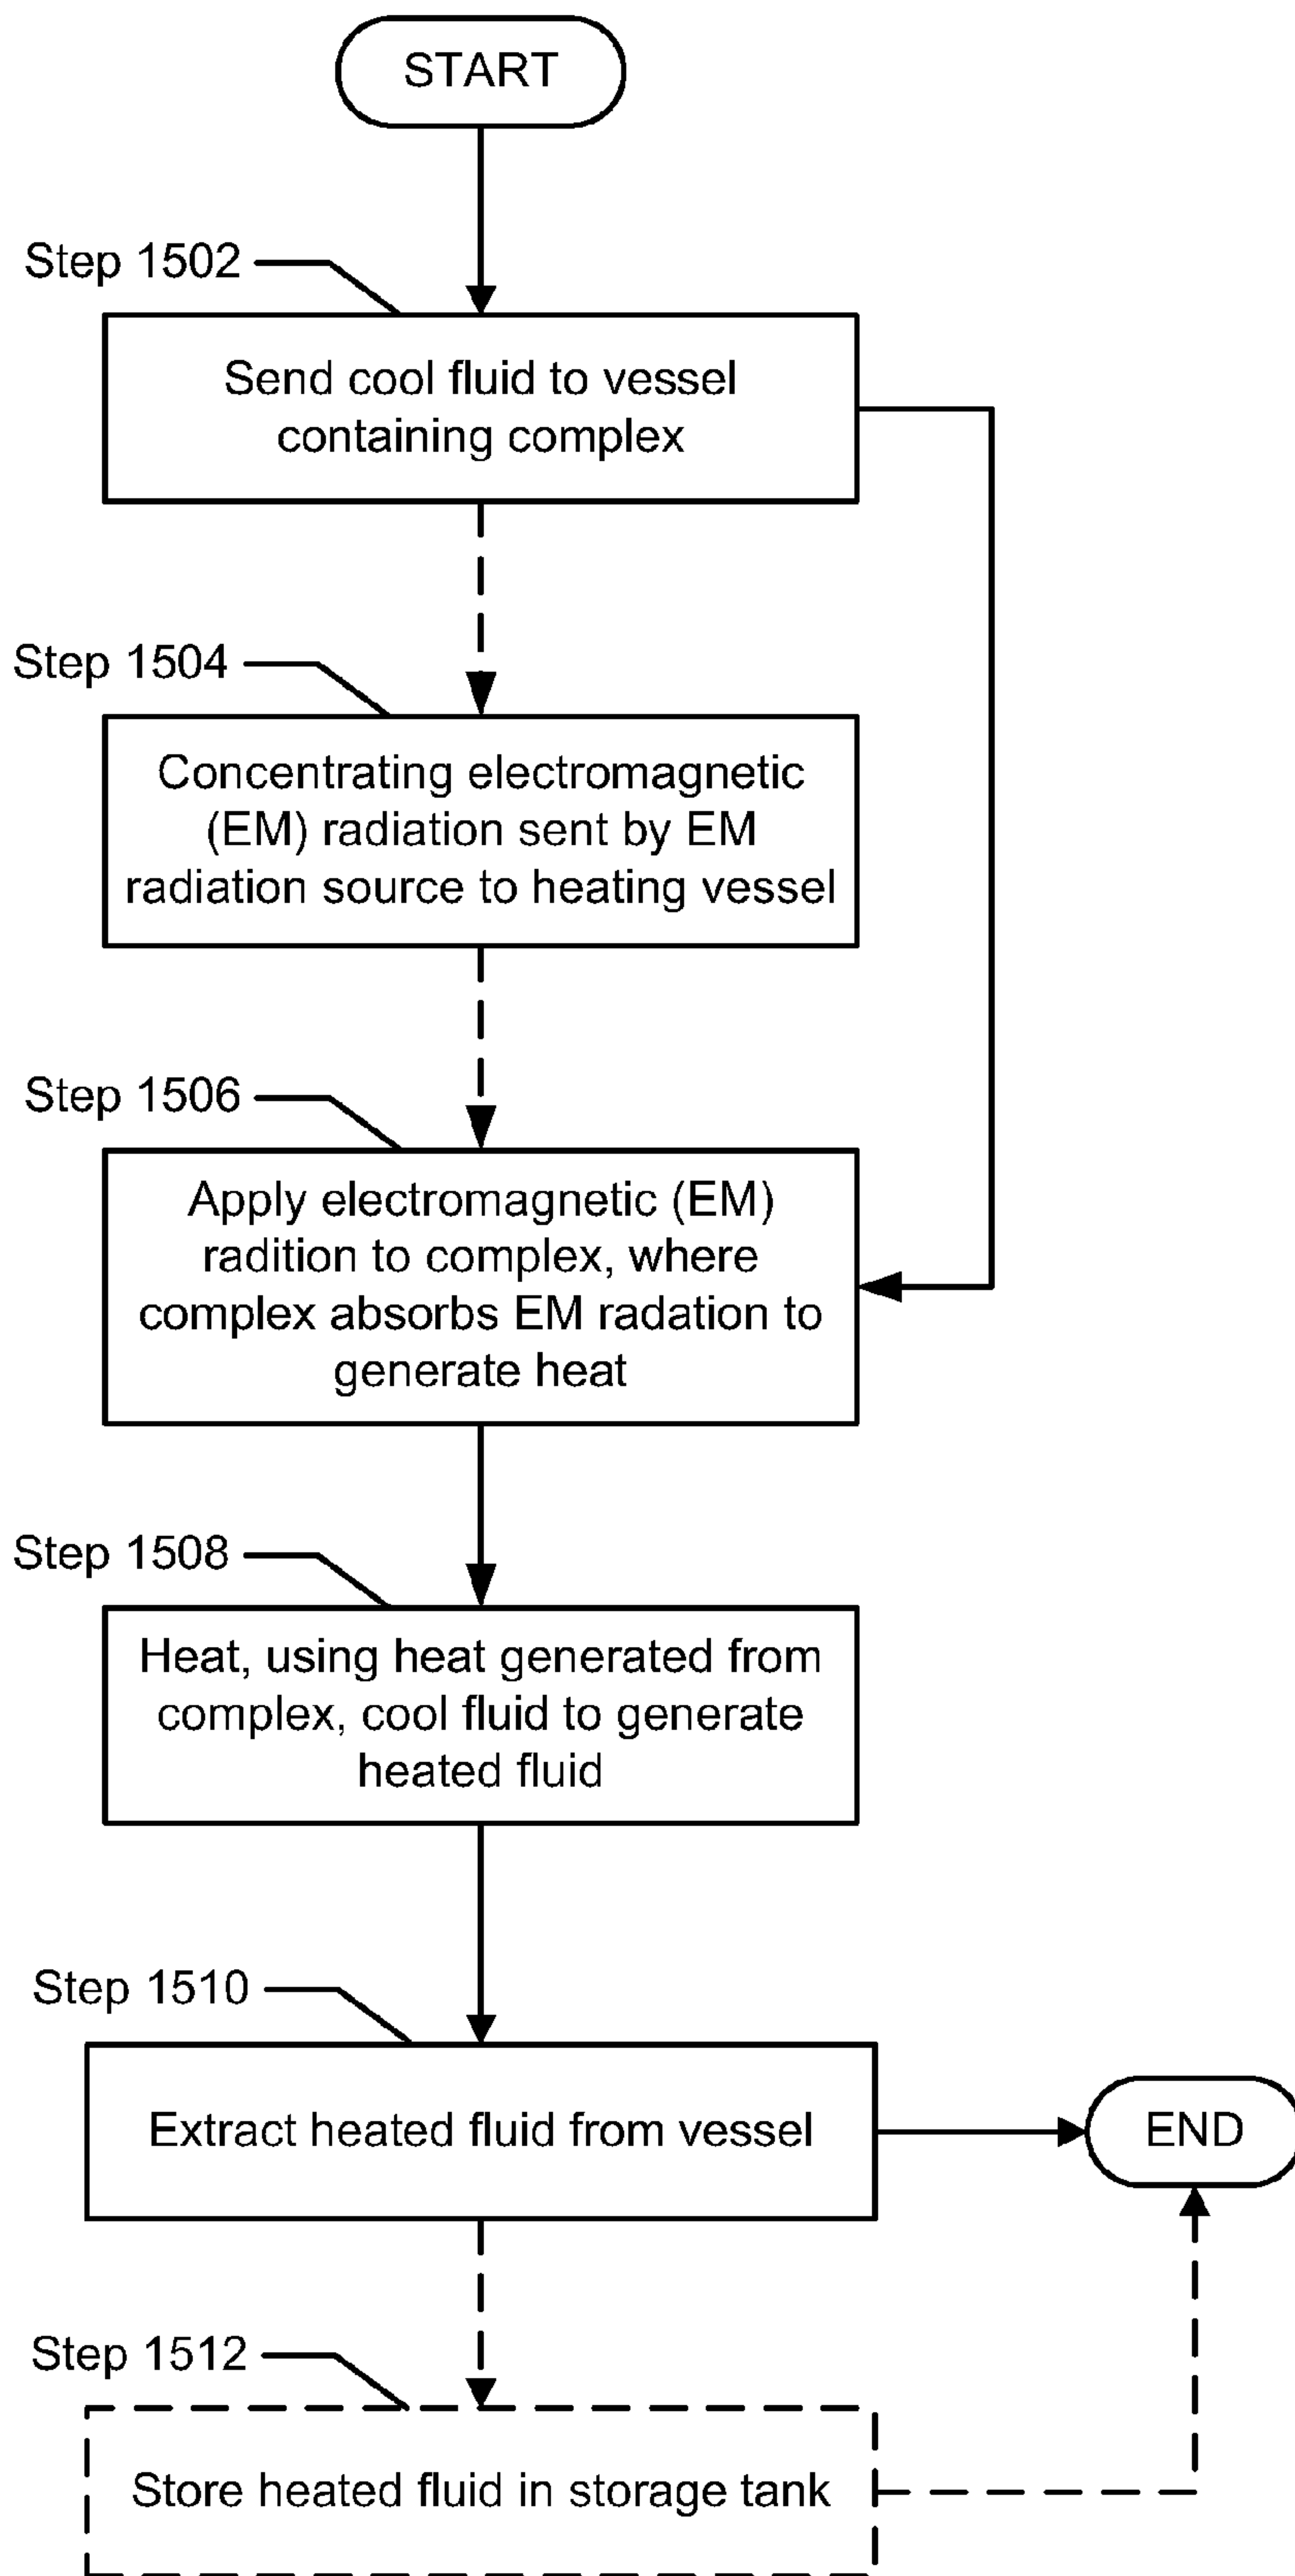 START
Step 1502
Send cool fluid to vessel
containing complex
Step 1504
Concentrating electromagnetic
(EM) radiation sent by EM
radiation source to heating vessel
Step 1506
Apply electromagnetic (EM)
radition to complex, where
complex absorbs EM radation to
generate heat
Step 1508
Heat, using heat generated from
complex, cool fluid to generate
heated fluid
Step 1510
Extract heated fluid from vessel
END
Step 1512
Store heated fluid in storage tank